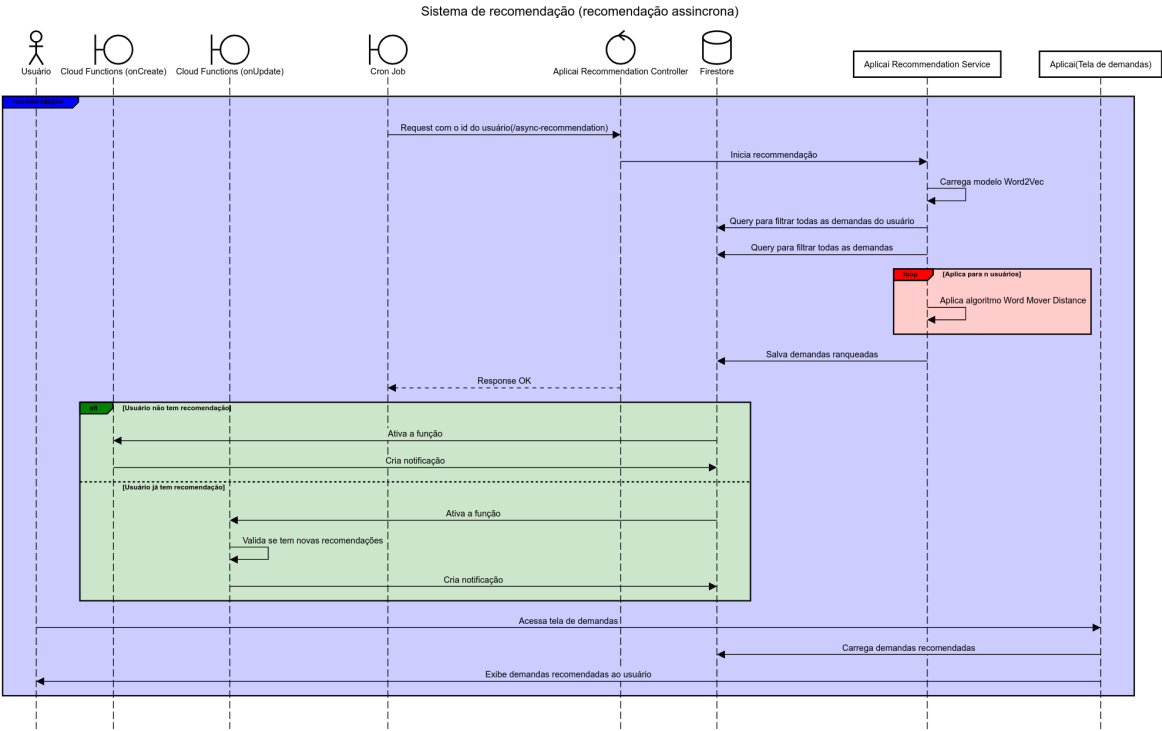 Sistema de recomendação (recomendação assincrona)
Usuário
Cloud Functions (onCreate)
Cloud Functions (onUpdate)
Cron Job
Aplicai Recommendation Controller
Firestore
Aplicai Recommendation Service
Aplicai(Tela de demandas)
Recomendação
Request com o id do usuário(/async-recommendation)
Inicia recommendação
Carrega modelo Word2Vec
Query para filtrar todas as demandas do usuário
Query para filtrar todas as demandas
loop
[Aplica para n usuários]
Aplica algoritmo Word Mover Distance
Salva demandas ranqueadas
Response OK
alt
[Usuário não tem recomendação]
Ativa a função
Cria notificação
[Usuário já tem recomendação]
Ativa a função
Valida se tem novas recomendações
Cria notificação
Acessa tela de demandas
Carrega demandas recomendadas
Exibe demandas recomendadas ao usuário